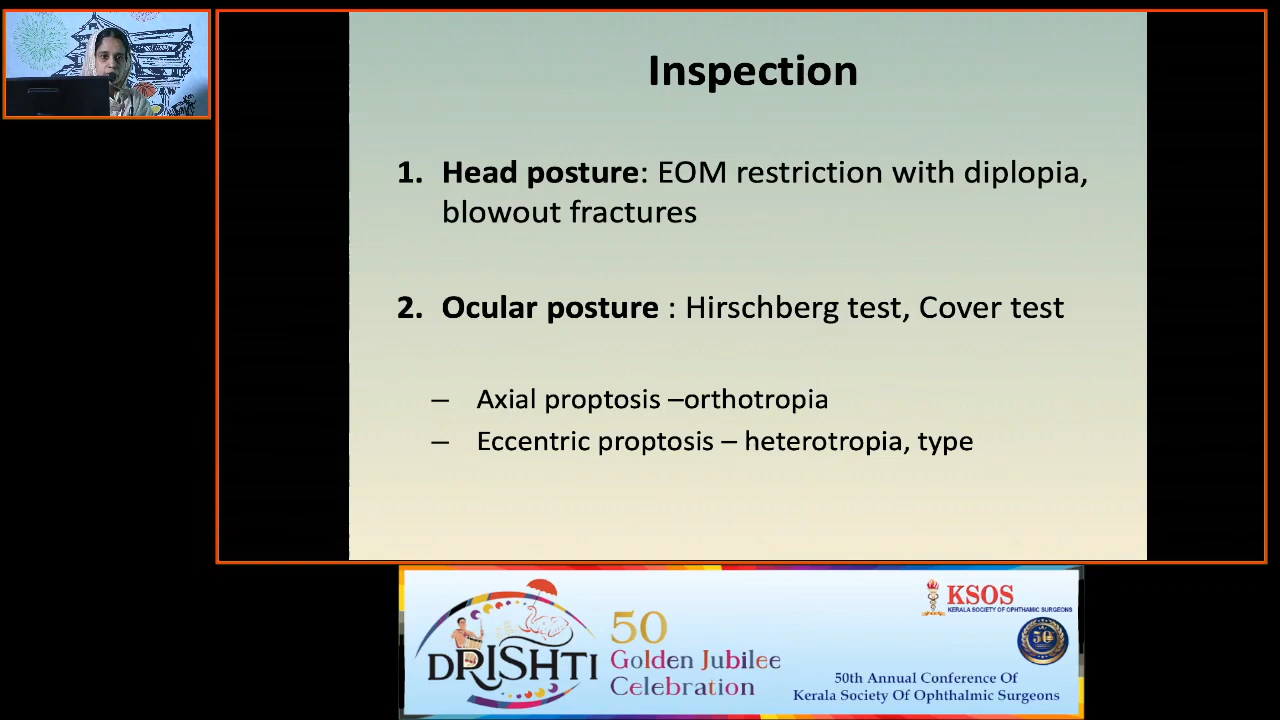 Inspection
1. Head posture: EOM restriction with diplopia,
blowout fractures
2. Ocular posture : Hirschberg test, Cover test
– Axial proptosis –orthotropia
– Eccentric proptosis – heterotropia, type
DRISHTI
50
Golden Jubilee
Celebration
KSOS
KERALA SOCIETY OF OPHTHAMIC SURGEONS
50
50th Annual Conference Of
Kerala Society Of Ophthalmic Surgeons